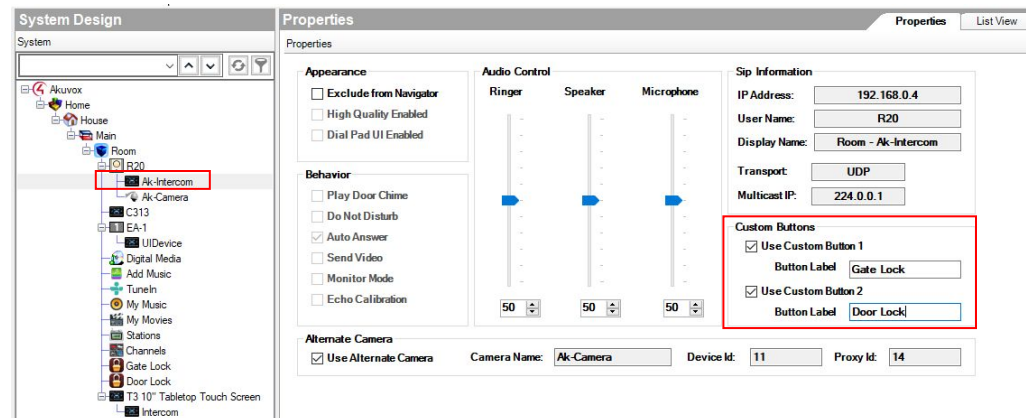 System Design
System
Akuvox
Home
House
Main
Room
R20
Ak-Intercom
Ak-Camera
C313
EA-1
UIDevice
Digital Media
Add Music
TuneIn
My Music
My Movies
Stations
Channels
Gate Lock
Door Lock
T3 10" Tabletop Touch Screen
Intercom
Properties
Properties List View
Properties
Appearance
Exclude from Navigator
High Quality Enabled
Dial Pad UI Enabled
Behavior
Play Door Chime
Do Not Disturb
Auto Answer
Send Video
Monitor Mode
Echo Calibration
Audio Control
Ringer Speaker Microphone
50 50 50
Sip Information
IP Address: 192.168.0.4
User Name: R20
Display Name: Room - Ak-Intercom
Transport: UDP
Multicast IP: 224.0.0.1
Custom Buttons
Use Custom Button 1
Button Label Gate Lock
Use Custom Button 2
Button Label Door Lock
Alternate Camera
Use Alternate Camera Camera Name: Ak-Camera Device Id: 11 Proxy Id: 14